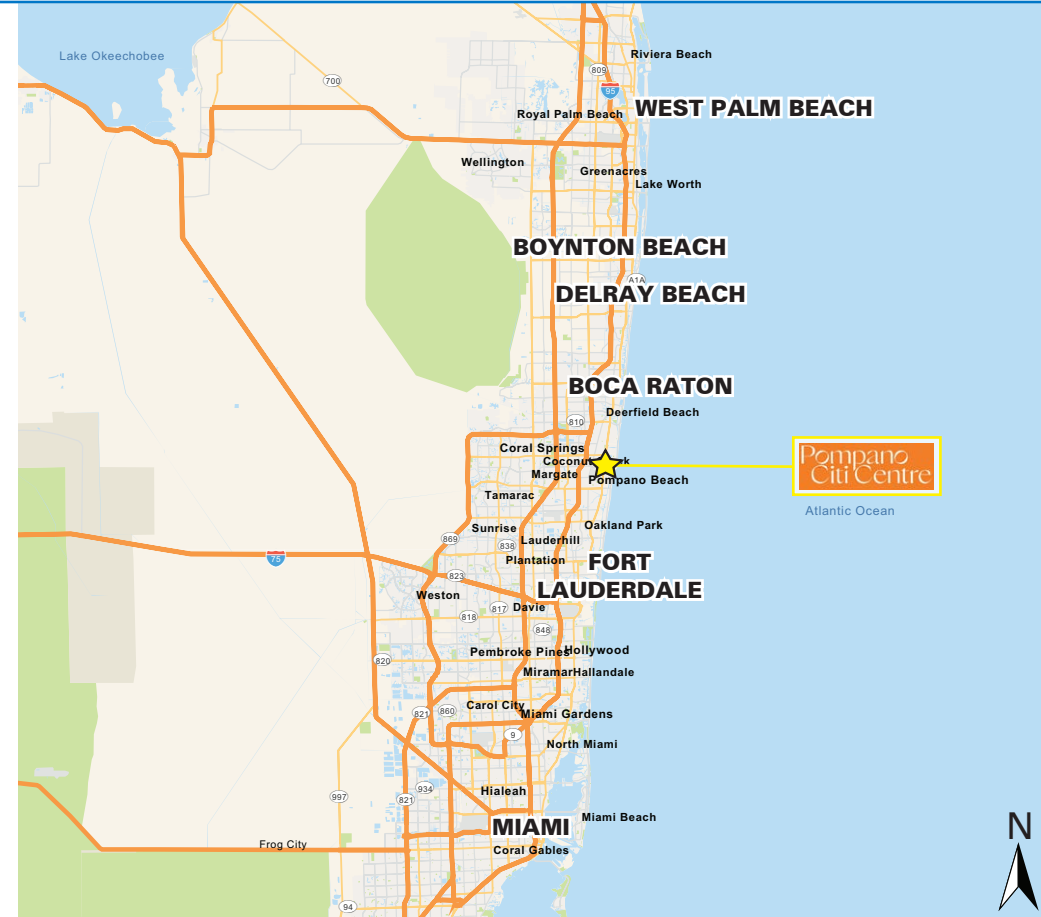 Riviera Beach
Lake Okeechobee
809
700
95
WEST PALM BEACH
Royal Palm Beach
Wellington
Greenacres
Lake Worth
BOYNTON BEACH
A1A
DELRAY BEACH
BOCA RATON
Deerfield Beach
810
Coral Springs
Pompano
Citi Centre
Coconut
Margate
Pompano Beach
Tamarac
Atlantic Ocean
Oakland Park
Sunrise
869
838
Lauderhill
75
Plantation
FORT
LAUDERDALE
823
Weston
817
Davie
818
848
Pembroke Pines
Hollywood
820
Miramar
Hallandale
Carol City
821
860
Miami Gardens
9
North Miami
934
Hialeah
997
821
Miami Beach
MIAMI
N
Frog City
Coral Gables
94